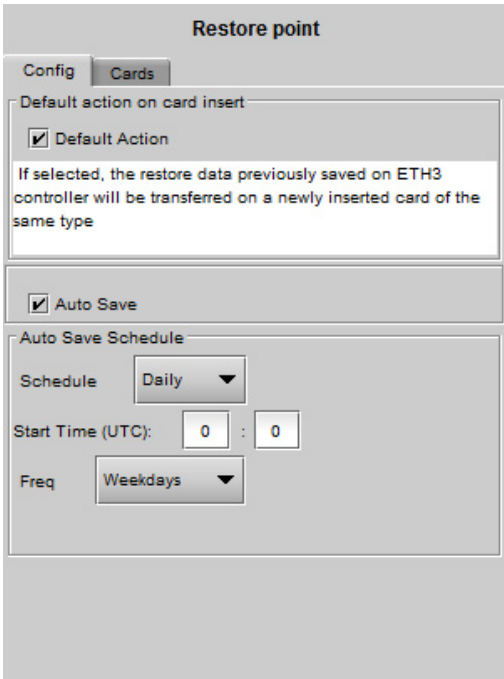 Restore point
Config Cards
Default action on card insert
Default Action
If selected, the restore data previously saved on ETH3
controller will be transferred on a newly inserted card of the
same type
Auto Save
Auto Save Schedule
Schedule Daily
Start Time (UTC): 0 : 0
Freq Weekdays